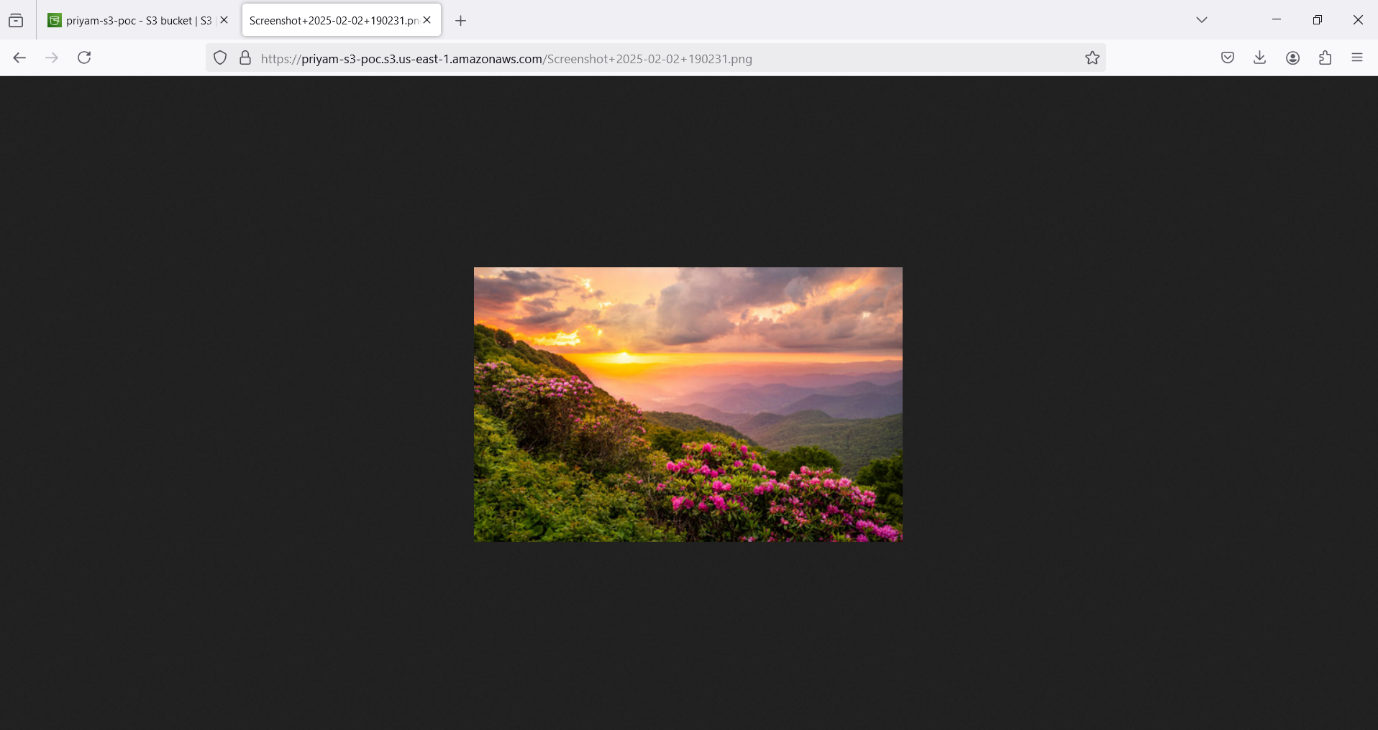 priyam-s3-poc - S3 bucket | S3
Screenshot+2025-02-02+190231.pn
https://priyam-s3-poc.s3.us-east-1.amazonaws.com/Screenshot+2025-02-02+190231.png